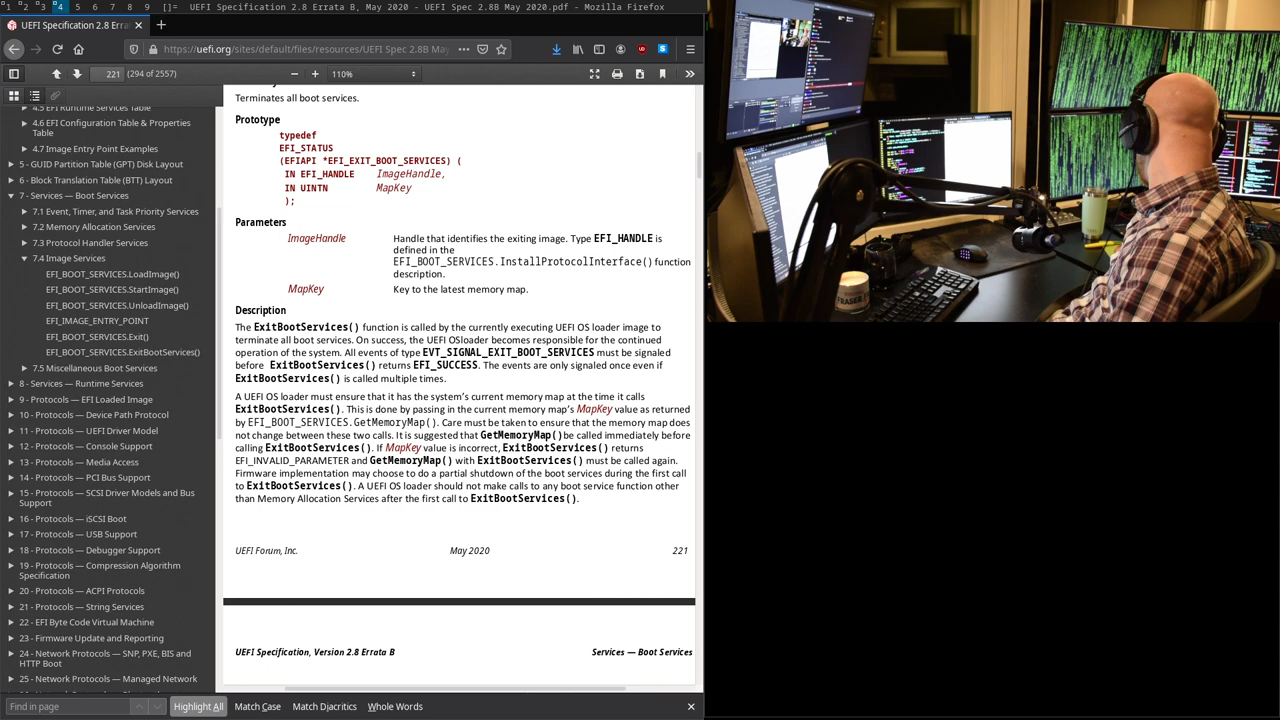 1 2 3 4 5 6 7 8 9 []= UEFI Specification 2.8 Errata B, May 2020 - UEFI Spec 2.8B May 2020.pdf - Mozilla Firefox
UEFI Specification 2.8 Erra
https://uefi.org/sites/default/files/resources/UEFI Spec 2.8B Ma
221 (294 of 2557) 110%
4.5 EFI Runtime Services Table
4.6 EFI Configuration Table & Properties
Table
4.7 Image Entry Point Examples
5 - GUID Partition Table (GPT) Disk Layout
6 - Block Translation Table (BTT) Layout
7 - Services — Boot Services
7.1 Event, Timer, and Task Priority Services
7.2 Memory Allocation Services
7.3 Protocol Handler Services
7.4 Image Services
EFI_BOOT_SERVICES.LoadImage()
EFI_BOOT_SERVICES.StartImage()
EFI_BOOT_SERVICES.UnloadImage()
EFI_IMAGE_ENTRY_POINT
EFI_BOOT_SERVICES.Exit()
EFI_BOOT_SERVICES.ExitBootServices()
7.5 Miscellaneous Boot Services
8 - Services — Runtime Services
9 - Protocols — EFI Loaded Image
10 - Protocols — Device Path Protocol
11 - Protocols — UEFI Driver Model
12 - Protocols — Console Support
13 - Protocols — Media Access
14 - Protocols — PCI Bus Support
15 - Protocols — SCSI Driver Models and Bus
Support
16 - Protocols — iSCSI Boot
17 - Protocols — USB Support
18 - Protocols — Debugger Support
19 - Protocols — Compression Algorithm
Specification
20 - Protocols — ACPI Protocols
21 - Protocols — String Services
22 - EFI Byte Code Virtual Machine
23 - Firmware Update and Reporting
24 - Network Protocols — SNP, PXE, BIS and
HTTP Boot
25 - Network Protocols — Managed Network
Terminates all boot services.
Prototype
typedef
EFI_STATUS
(EFIAPI *EFI_EXIT_BOOT_SERVICES) (
IN EFI_HANDLE ImageHandle,
IN UINTN MapKey
);
Parameters
ImageHandle Handle that identifies the exiting image. Type EFI_HANDLE is
defined in the
EFI_BOOT_SERVICES.InstallProtocolInterface() function
description.
MapKey Key to the latest memory map.
Description
The ExitBootServices() function is called by the currently executing UEFI OS loader image to
terminate all boot services. On success, the UEFI OSloader becomes responsible for the continued
operation of the system. All events of type EVT_SIGNAL_EXIT_BOOT_SERVICES must be signaled
before ExitBootServices() returns EFI_SUCCESS. The events are only signaled once even if
ExitBootServices() is called multiple times.
A UEFI OS loader must ensure that it has the system's current memory map at the time it calls
ExitBootServices(). This is done by passing in the current memory map's MapKey value as returned
by EFI_BOOT_SERVICES.GetMemoryMap(). Care must be taken to ensure that the memory map does
not change between these two calls. It is suggested that GetMemoryMap()be called immediately before
calling ExitBootServices(). If MapKey value is incorrect, ExitBootServices() returns
EFI_INVALID_PARAMETER and GetMemoryMap() with ExitBootServices() must be called again.
Firmware implementation may choose to do a partial shutdown of the boot services during the first call
to ExitBootServices(). A UEFI OS loader should not make calls to any boot service function other
than Memory Allocation Services after the first call to ExitBootServices().
UEFI Forum, Inc. May 2020 221
UEFI Specification, Version 2.8 Errata B Services — Boot Services
Find in page Highlight All Match Case Match Diacritics Whole Words
FRASER